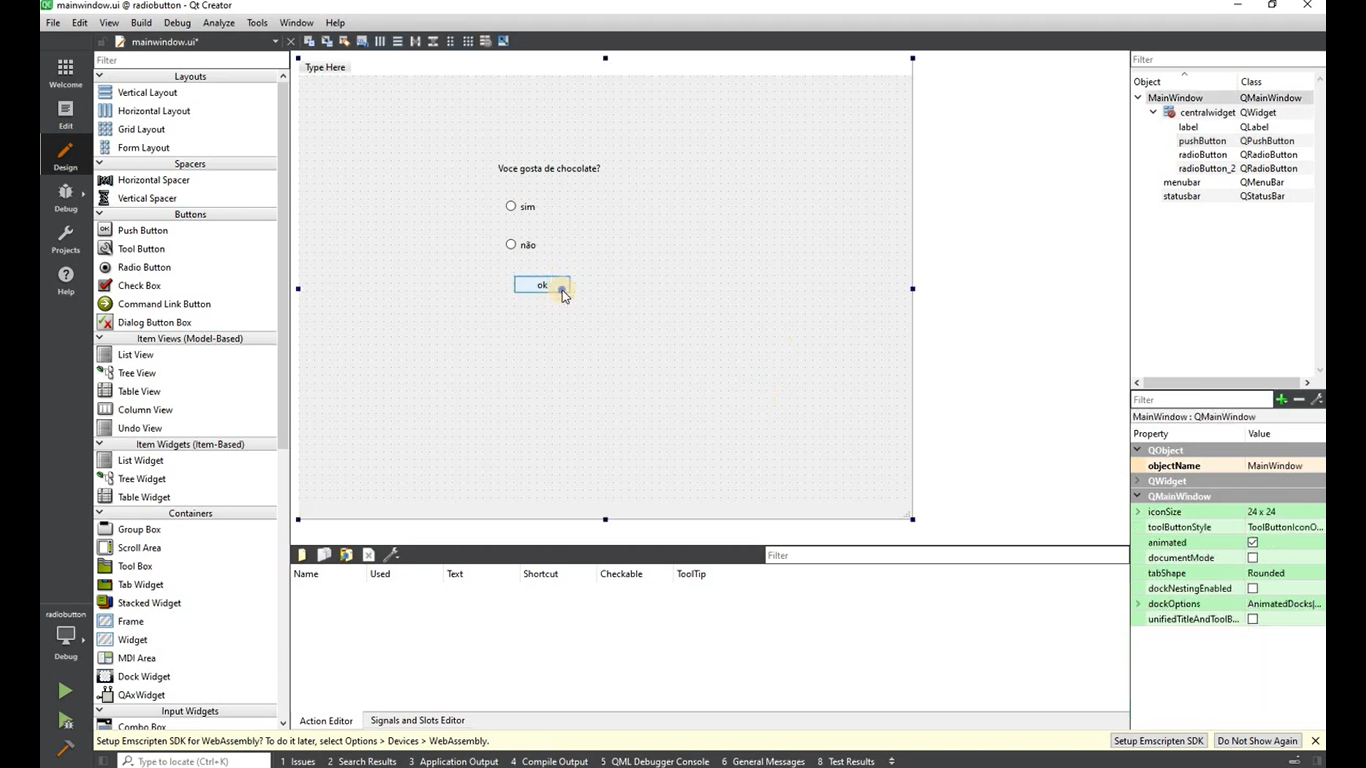 mainwindow.ui @ radiobutton - Qt Creator
File Edit View Build Debug Analyze Tools Window Help
mainwindow.ui*
Welcome
Edit
Design
Debug
Projects
Help
radiobutton
Debug
Filter
Layouts
Vertical Layout
Horizontal Layout
Grid Layout
Form Layout
Spacers
Horizontal Spacer
Vertical Spacer
Buttons
Push Button
Tool Button
Radio Button
Check Box
Command Link Button
Dialog Button Box
Item Views (Model-Based)
List View
Tree View
Table View
Column View
Undo View
Item Widgets (Item-Based)
List Widget
Tree Widget
Table Widget
Containers
Group Box
Scroll Area
Tool Box
Tab Widget
Stacked Widget
Frame
Widget
MDI Area
Dock Widget
QAxWidget
Input Widgets
Combo Box
Type Here
Voce gosta de chocolate?
sim
não
ok
Filter
Name Used Text Shortcut Checkable ToolTip
Action Editor Signals and Slots Editor
Filter
Object Class
MainWindow QMainWindow
centralwidget QWidget
label QLabel
pushButton QPushButton
radioButton QRadioButton
radioButton_2 QRadioButton
menubar QMenuBar
statusbar QStatusBar
Filter
MainWindow : QMainWindow
Property Value
QObject
objectName MainWindow
QWidget
QMainWindow
iconSize 24 x 24
toolButtonStyle ToolButtonIconO...
animated
documentMode
tabShape Rounded
dockNestingEnabled
dockOptions AnimatedDocks|...
unifiedTitleAndToolB...
Setup Emscripten SDK for WebAssembly? To do it later, select Options > Devices > WebAssembly. Setup Emscripten SDK Do Not Show Again
Type to locate (Ctrl+K) 1 Issues 2 Search Results 3 Application Output 4 Compile Output 5 QML Debugger Console 6 General Messages 8 Test Results